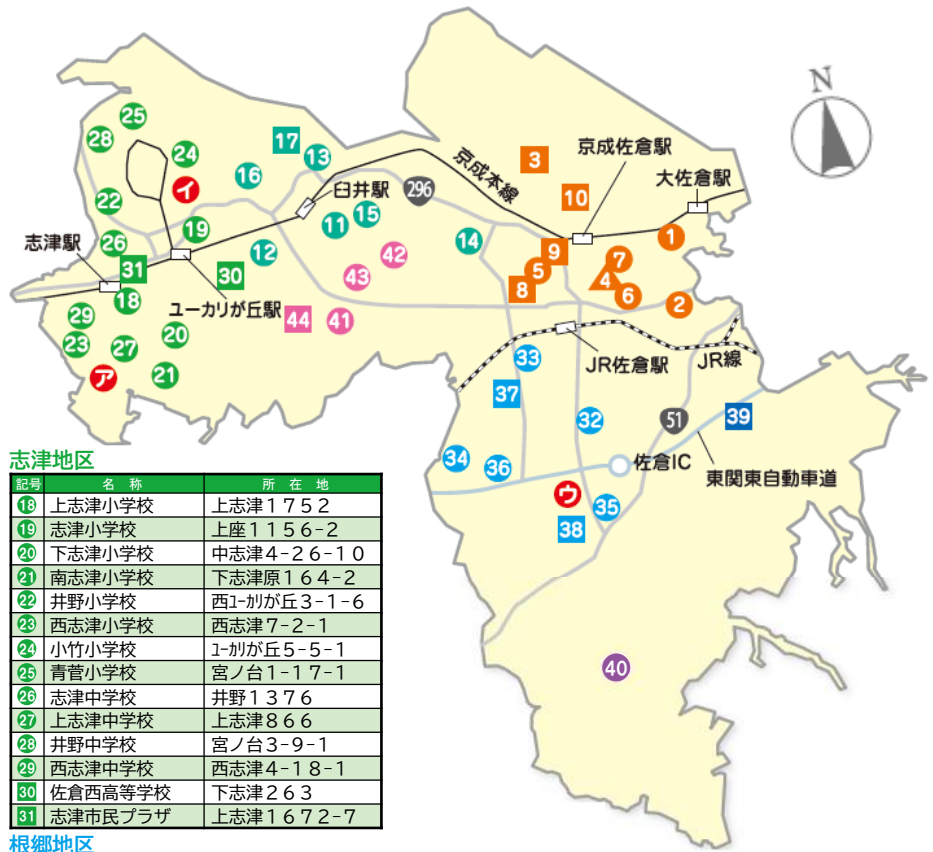 N
25
28
24
17
13
16
イ
22
臼井駅
296
京成本線
3
京成佐倉駅
10
大佐倉駅
志津駅
26
19
31
18
ユーカリが丘駅
30
12
11
15
42
43
14
9
5
8
7
4
6
1
2
29
23
27
20
ア
21
44
41
33
JR佐倉駅
JR線
37
32
51
39
34
36
佐倉IC
東関東自動車道
ウ
35
38
40
志津地区
記号 名 称 所 在 地
18 上志津小学校 上志津1752
19 志津小学校 上座1156-2
20 下志津小学校 中志津4-26-10
21 南志津小学校 下志津原164-2
22 井野小学校 西ユーカリが丘3-1-6
23 西志津小学校 西志津7-2-1
24 小竹小学校 ユーカリが丘5-5-1
25 青菅小学校 宮ノ台1-17-1
26 志津中学校 井野1376
27 上志津中学校 上志津866
28 井野中学校 宮ノ台3-9-1
29 西志津中学校 西志津4-18-1
30 佐倉西高等学校 下志津263
31 志津市民プラザ 上志津1672-7
根郷地区